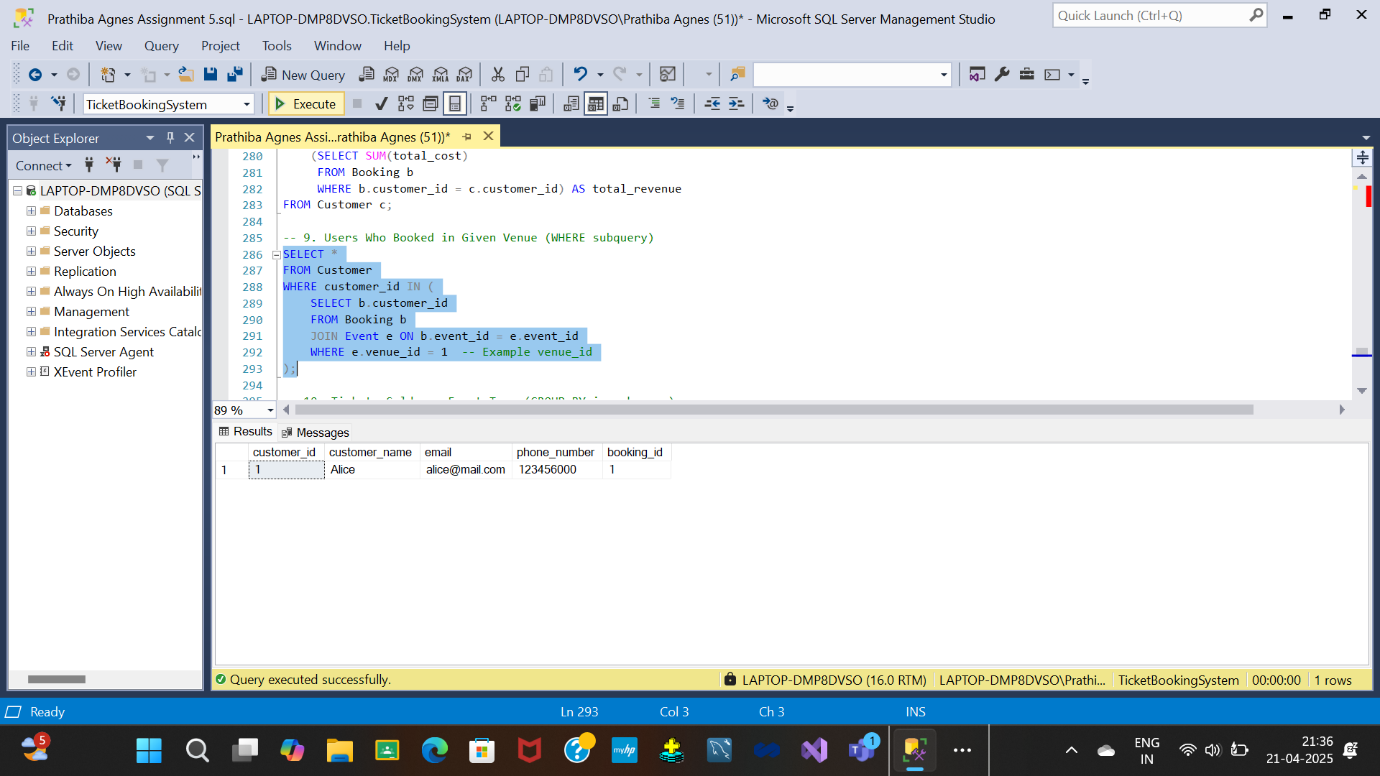 Prathiba Agnes Assignment 5.sql - LAPTOP-DMP8DVSO.TicketBookingSystem (LAPTOP-DMP8DVSO\Prathiba Agnes (51))* - Microsoft SQL Server Management Studio
Quick Launch (Ctrl+Q)
File Edit View Query Project Tools Window Help
New Query
MDX DMX XMLA DAX
TicketBookingSystem
Execute
Object Explorer
Prathiba Agnes Assi...rathiba Agnes (51))*
Connect
LAPTOP-DMP8DVSO (SQL S
Databases
Security
Server Objects
Replication
Always On High Availabilit
Management
Integration Services Catalo
SQL Server Agent
XEvent Profiler
280 (SELECT SUM(total_cost)
281 FROM Booking b
282 WHERE b.customer_id = c.customer_id) AS total_revenue
283 FROM Customer c;
284
285 -- 9. Users Who Booked in Given Venue (WHERE subquery)
286 SELECT *
287 FROM Customer
288 WHERE customer_id IN (
289 SELECT b.customer_id
290 FROM Booking b
291 JOIN Event e ON b.event_id = e.event_id
292 WHERE e.venue_id = 1 -- Example venue_id
293 );
294
89 %
Results Messages
customer_id customer_name email phone_number booking_id
1 1 Alice alice@mail.com 123456000 1
Query executed successfully.
LAPTOP-DMP8DVSO (16.0 RTM) LAPTOP-DMP8DVSO\Prathi... TicketBookingSystem 00:00:00 1 rows
Ready Ln 293 Col 3 Ch 3 INS
5
myhp
1
ENG
IN
21:36
21-04-2025